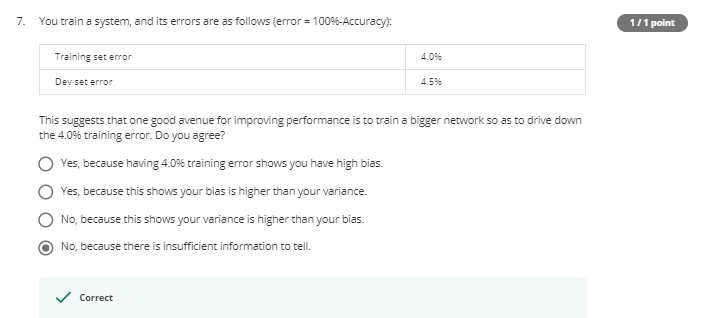 7. You train a system, and its errors are as follows (error = 100%-Accuracy):
1 / 1 point
Training set error 4.0%
Dev set error 4.5%
This suggests that one good avenue for improving performance is to train a bigger network so as to drive down
the 4.0% training error. Do you agree?
Yes, because having 4.0% training error shows you have high bias.
Yes, because this shows your bias is higher than your variance.
No, because this shows your variance is higher than your bias.
No, because there is insufficient information to tell.
Correct